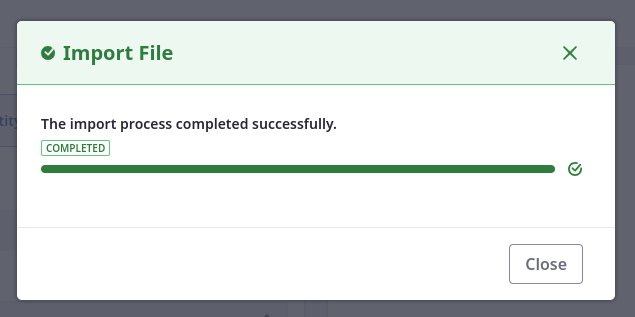 Import File
The import process completed successfully.
COMPLETED
Close